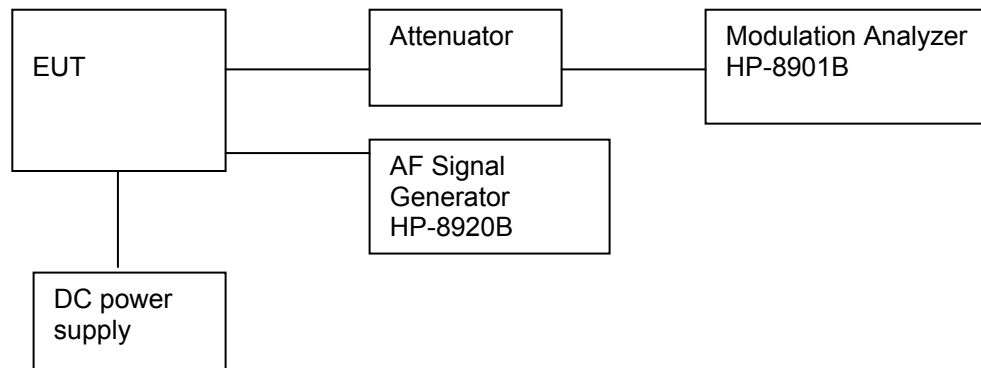 EUT
Attenuator
Modulation Analyzer
HP-8901B
AF Signal
Generator
HP-8920B
DC power
supply